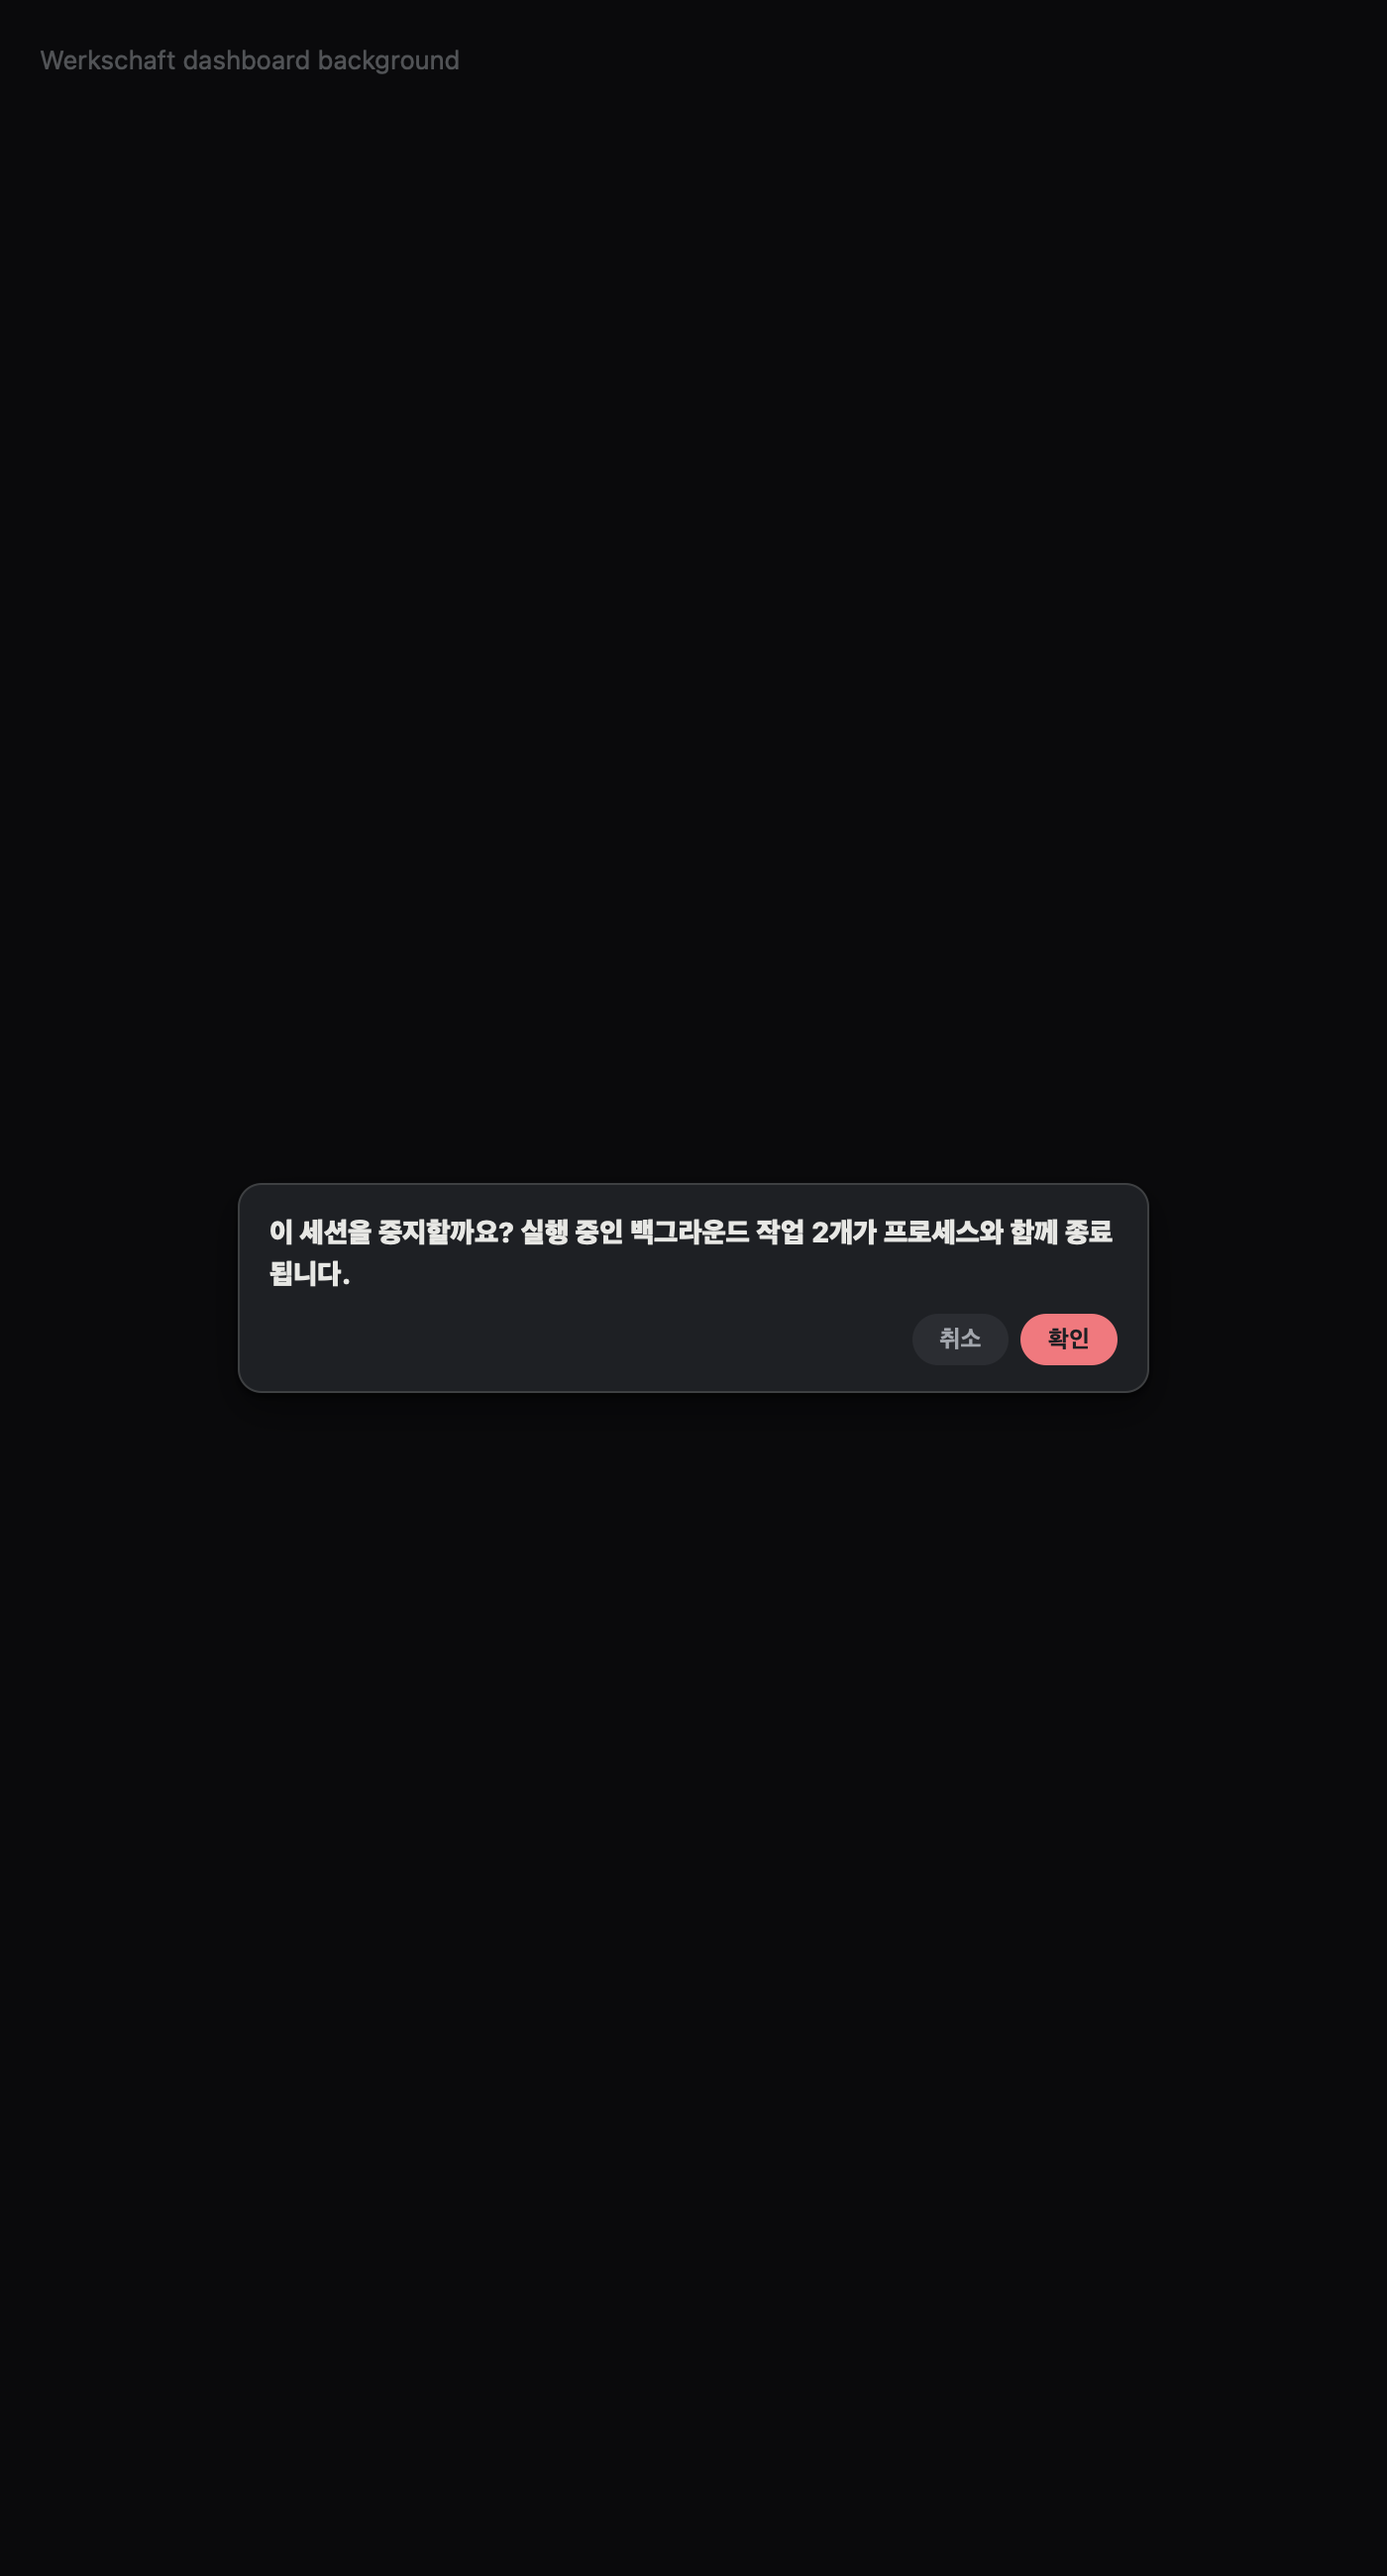 Werkschaft dashboard background
이 세션을 중지할까요? 실행 중인 백그라운드 작업 2개가 프로세스와 함께 종료
됩니다.
취소
확인